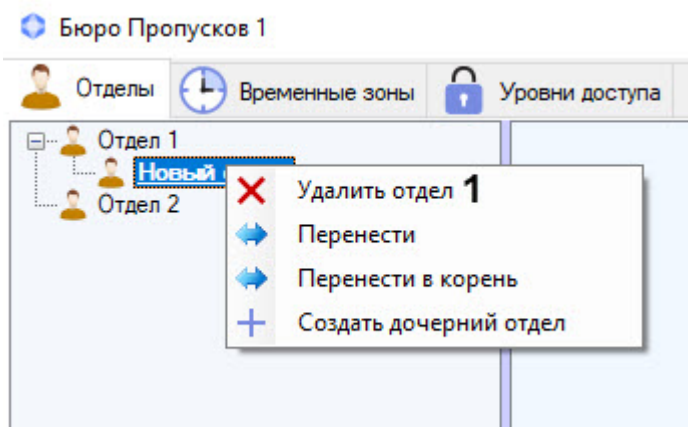 Бюро Пропусков 1
Отделы Временные зоны Уровни доступа
Отдел 1
Новый
Отдел 2
Удалить отдел 1
Перенести
Перенести в корень
Создать дочерний отдел